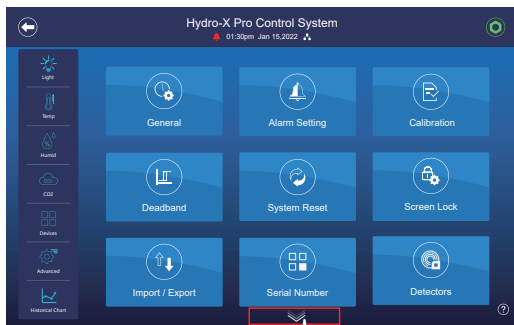 Hydro-X Pro Control System
01:30pm Jan 15,2022
Light
Temp
Humid
CO2
CO2
Devices
Advanced
Historical Chart
General
Alarm Setting
Calibration
Deadband
System Reset
Screen Lock
Import / Export
Serial Number
Detectors
?